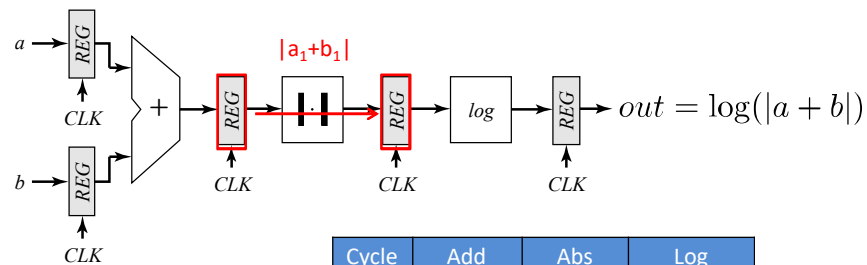 |a₁+b₁|
a
REG
CLK
+
REG
CLK
|·|
REG
CLK
log
REG
CLK
out = log(|a + b|)
b
REG
CLK
Cycle Add Abs Log